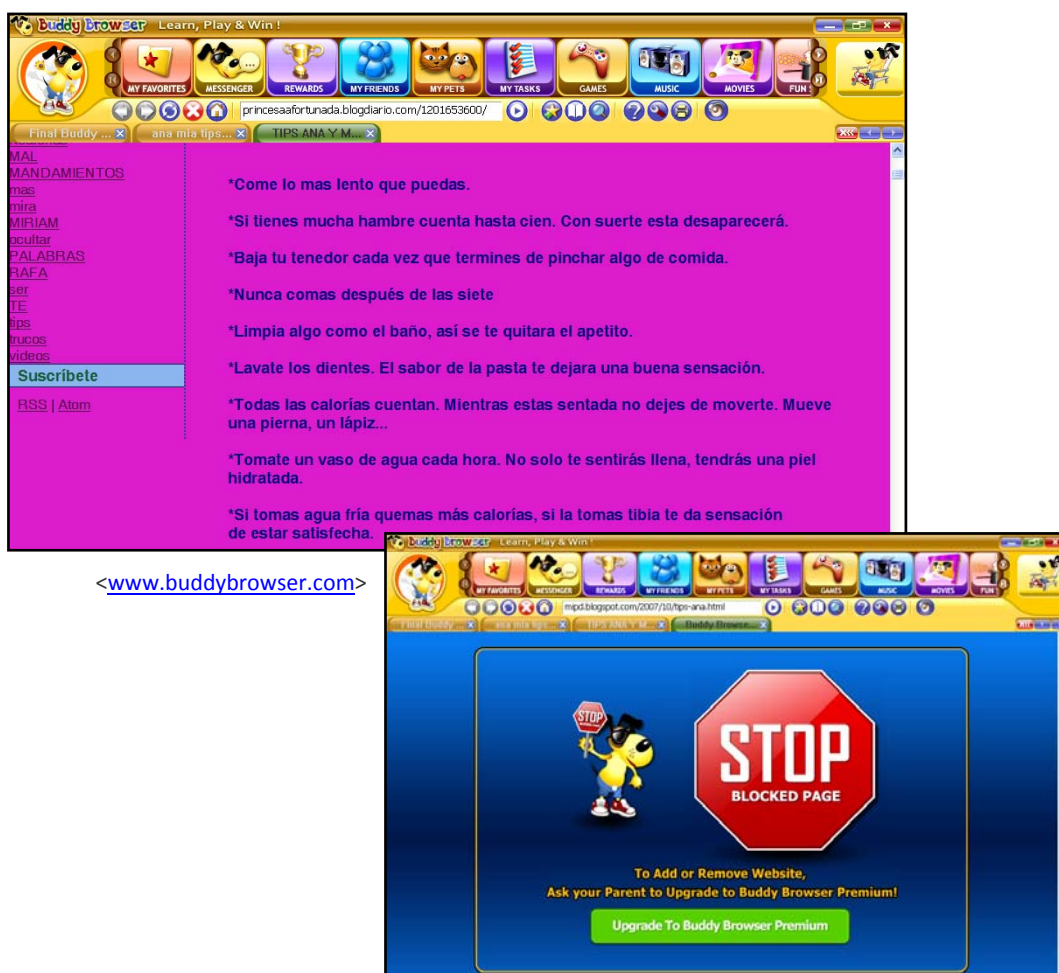 Buddy Browser Learn, Play & Win !
MY FAVORITES MESSENGER REWARDS MY FRIENDS MY PETS MY TASKS GAMES MUSIC MOVIES FUN
princesaafortunada.blogdiario.com/1201653600/
Final Buddy ... ana mia tips... TIPS ANA Y M...
MAL
MANDAMIENTOS
mas
mira
MIRIAM
ocultar
PALABRAS
RAFA
ser
TE
tips
trucos
videos
Suscríbete
RSS | Atom
*Come lo mas lento que puedas.
*Si tienes mucha hambre cuenta hasta cien. Con suerte esta desaparecerá.
*Baja tu tenedor cada vez que termines de pinchar algo de comida.
*Nunca comas después de las siete
*Limpia algo como el baño, así se te quitara el apetito.
*Lavate los dientes. El sabor de la pasta te dejara una buena sensación.
*Todas las calorías cuentan. Mientras estas sentada no dejes de moverte. Mueve
una pierna, un lápiz...
*Tomate un vaso de agua cada hora. No solo te sentirás llena, tendrás una piel
hidratada.
*Si tomas agua fría quemas más calorías, si la tomas tibia te da sensación
de estar satisfecha.
<www.buddybrowser.com>
Buddy Browser Learn, Play & Win !
MY FAVORITES MESSENGER REWARDS MY FRIENDS MY PETS MY TASKS GAMES MUSIC MOVIES FUN
mipd.blogspot.com/2007/10/tips-ana.html
Final Buddy ... ana mia tips... TIPS ANA Y M... Buddy Browse...
STOP
STOP
BLOCKED PAGE
To Add or Remove Website,
Ask your Parent to Upgrade to Buddy Browser Premium!
Upgrade To Buddy Browser Premium